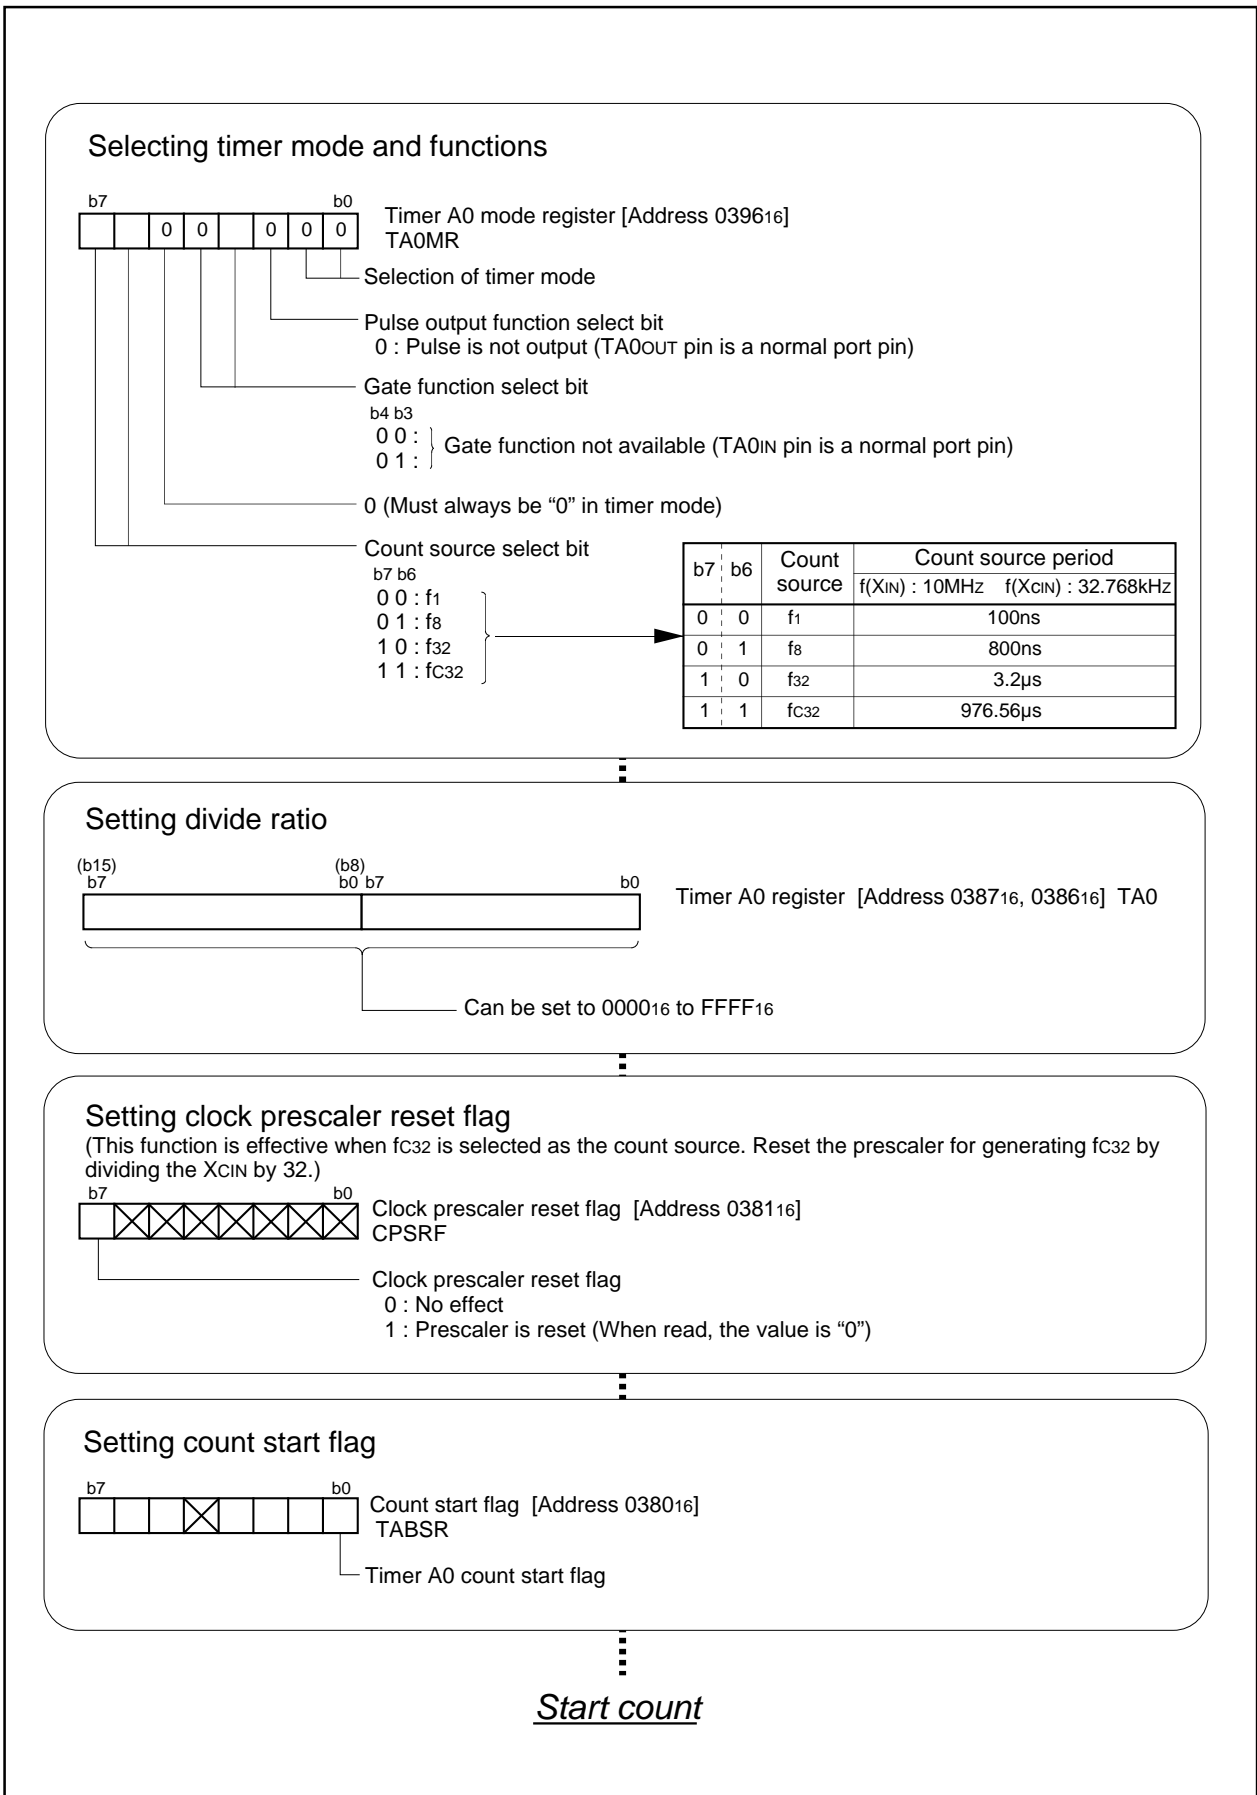 Selecting timer mode and functions
b7 b0
0 0 0 0 0
Timer A0 mode register [Address 039616]
TA0MR
Selection of timer mode
Pulse output function select bit
0 : Pulse is not output (TA0OUT pin is a normal port pin)
Gate function select bit
b4 b3
0 0 :
0 1 :
Gate function not available (TA0IN pin is a normal port pin)
0 (Must always be “0” in timer mode)
Count source select bit
b7 b6
0 0 : f1
0 1 : f8
1 0 : f32
1 1 : fC32
b7 b6 Count source Count source period
f(XIN) : 10MHz f(XCIN) : 32.768kHz
0 0 f1 100ns
0 1 f8 800ns
1 0 f32 3.2µs
1 1 fC32 976.56µs
Setting divide ratio
(b15) (b8)
b7 b0 b7 b0
Timer A0 register [Address 038716, 038616] TA0
Can be set to 000016 to FFFF16
Setting clock prescaler reset flag
(This function is effective when fC32 is selected as the count source. Reset the prescaler for generating fC32 by
dividing the XCIN by 32.)
b7 b0
Clock prescaler reset flag [Address 038116]
CPSRF
Clock prescaler reset flag
0 : No effect
1 : Prescaler is reset (When read, the value is “0”)
Setting count start flag
b7 b0
Count start flag [Address 038016]
TABSR
Timer A0 count start flag
Start count